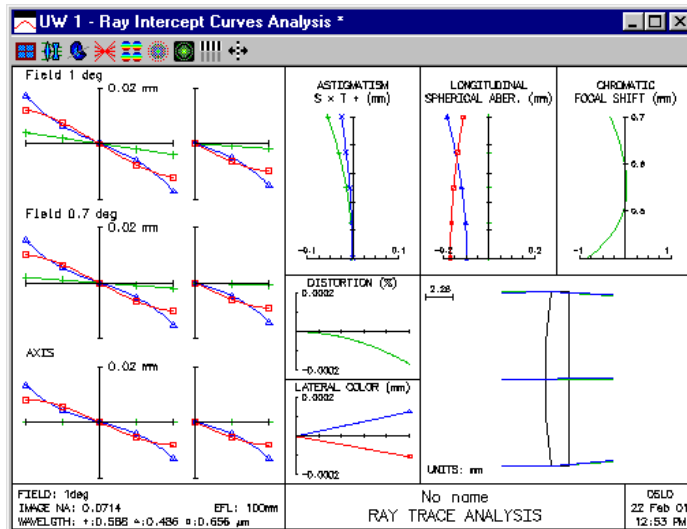 UW 1 - Ray Intercept Curves Analysis *
Field 1 deg
0.02 mm
Field 0.7 deg
0.02 mm
AXIS
0.02 mm
ASTIGMATISM
S × T + (mm)
-0.1
0.1
LONGITUDINAL
SPHERICAL ABER. (mm)
-0.2
0.2
CHROMATIC
FOCAL SHIFT (mm)
0.7
0.6
0.5
-1
1
DISTORTION (%)
0.0002
-0.0002
LATERAL COLOR (mm)
0.0002
-0.0002
2.26
UNITS: mm
FIELD: 1deg
IMAGE NA: 0.0714
EFL: 100mm
WAVELGTH: +:0.588 △:0.486 □:0.656 µm
No name
RAY TRACE ANALYSIS
OSLO
22 Feb 01
12:53 PM